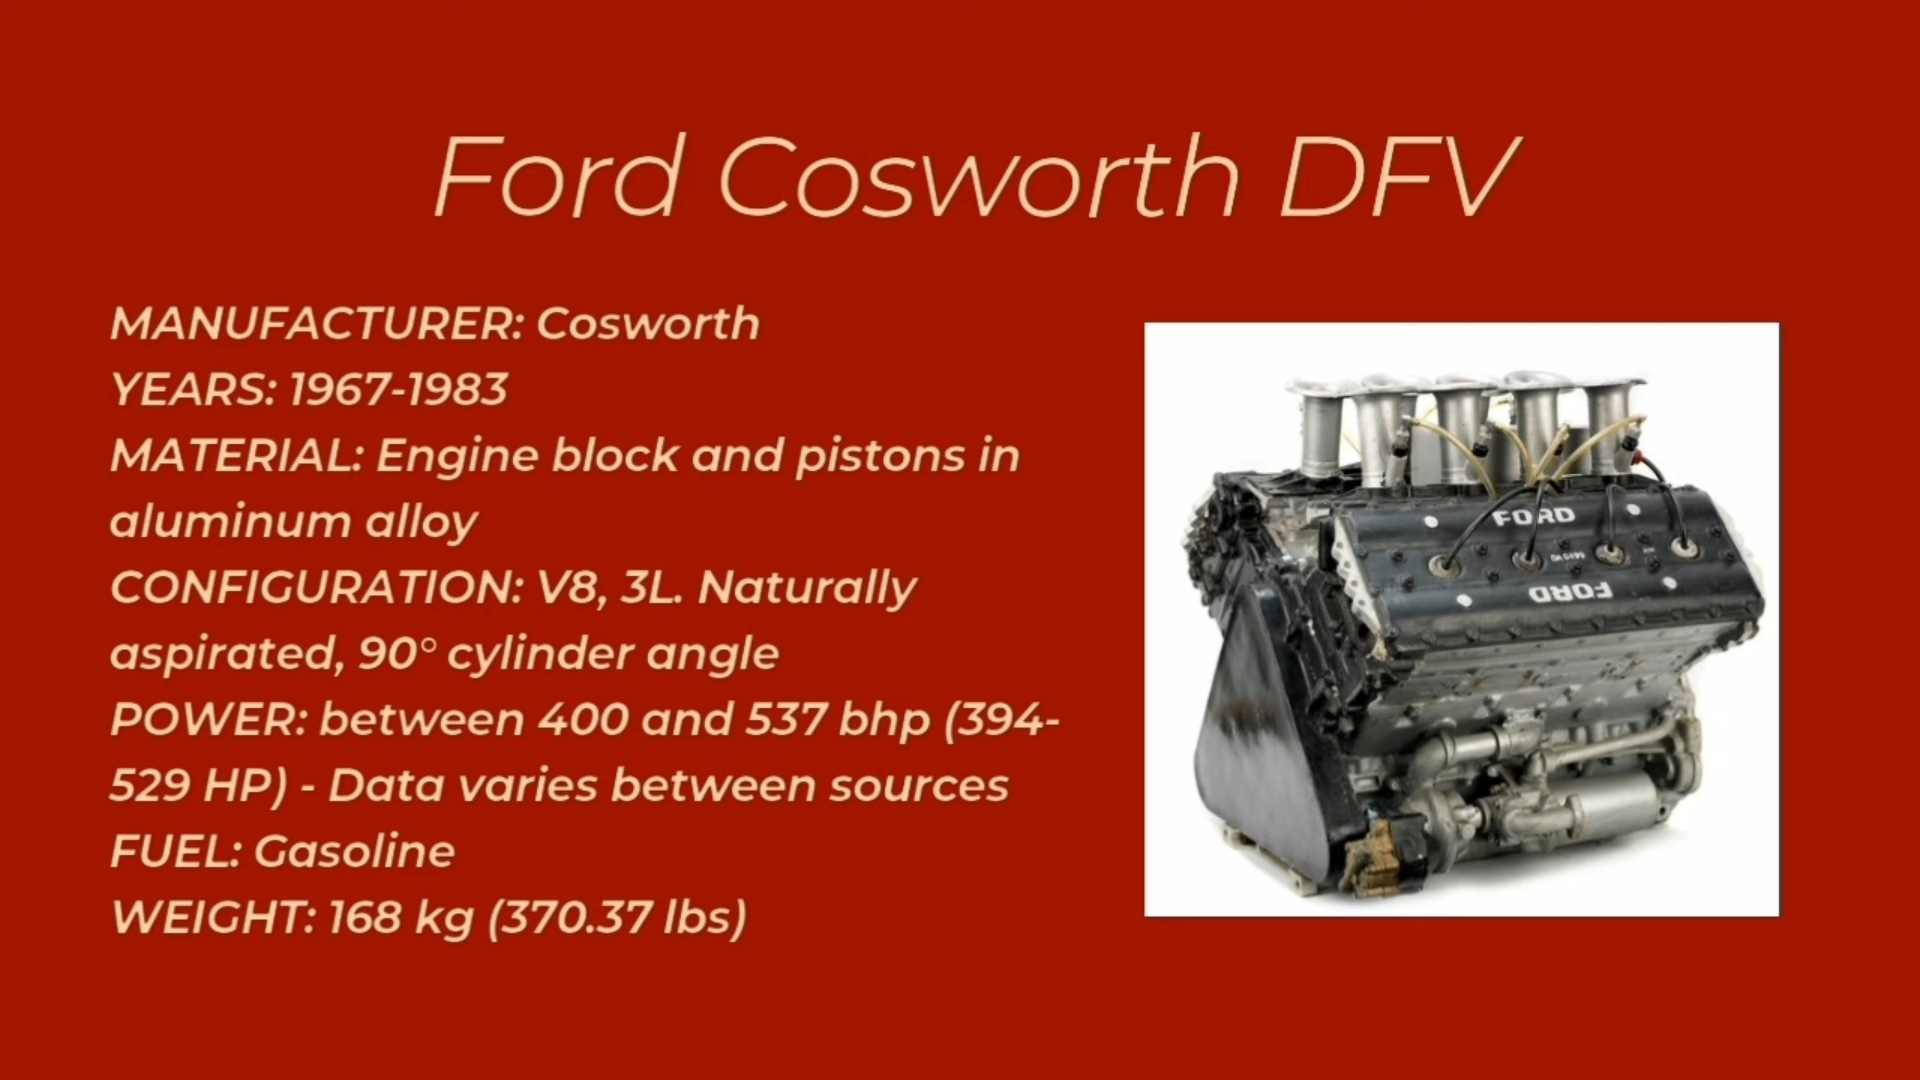 Ford Cosworth DFV
MANUFACTURER: Cosworth
YEARS: 1967-1983
MATERIAL: Engine block and pistons in
aluminum alloy
CONFIGURATION: V8, 3L. Naturally
aspirated, 90° cylinder angle
POWER: between 400 and 537 bhp (394-
529 HP) - Data varies between sources
FUEL: Gasoline
WEIGHT: 168 kg (370.37 lbs)
FORD
FORD